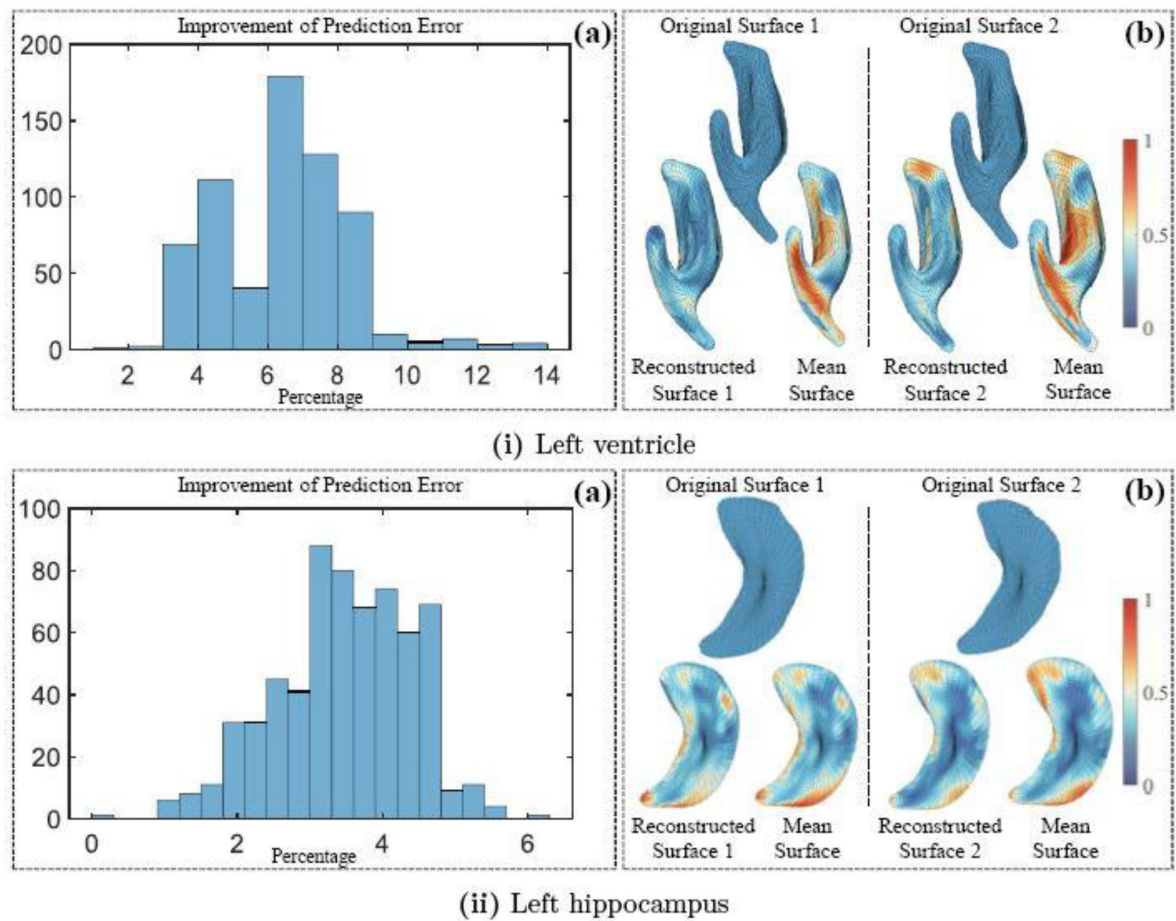 Improvement of Prediction Error
(a)
200
150
100
50
0
2 4 6 8 10 12 14
Percentage
Original Surface 1
Original Surface 2
(b)
1
0.5
0
Reconstructed
Surface 1
Mean
Surface
Reconstructed
Surface 2
Mean
Surface
(i) Left ventricle
Improvement of Prediction Error
(a)
100
80
60
40
20
0
0 2 4 6
Percentage
Original Surface 1
Original Surface 2
(b)
1
0.5
0
Reconstructed
Surface 1
Mean
Surface
Reconstructed
Surface 2
Mean
Surface
(ii) Left hippocampus